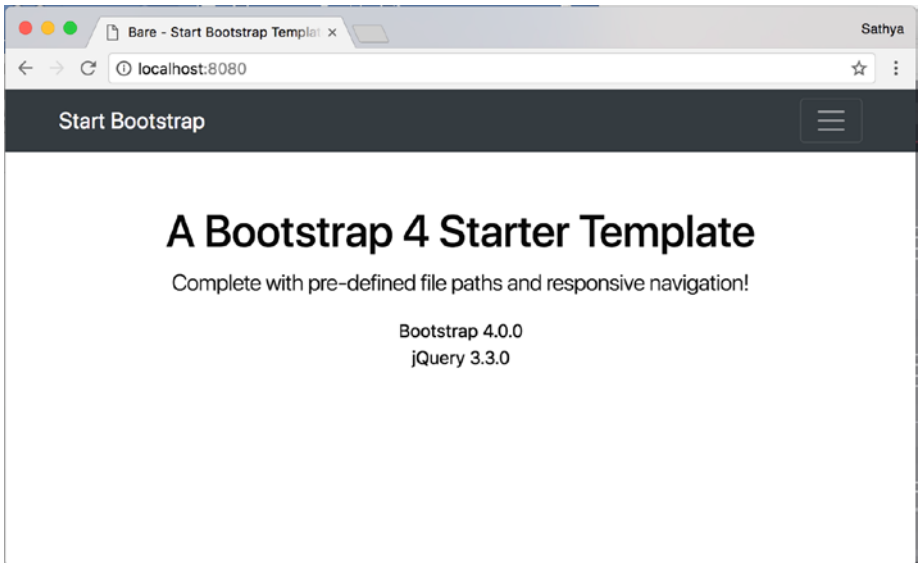 Bare - Start Bootstrap Templat
Sathya
localhost:8080
Start Bootstrap
A Bootstrap 4 Starter Template
Complete with pre-defined file paths and responsive navigation!
Bootstrap 4.0.0
jQuery 3.3.0